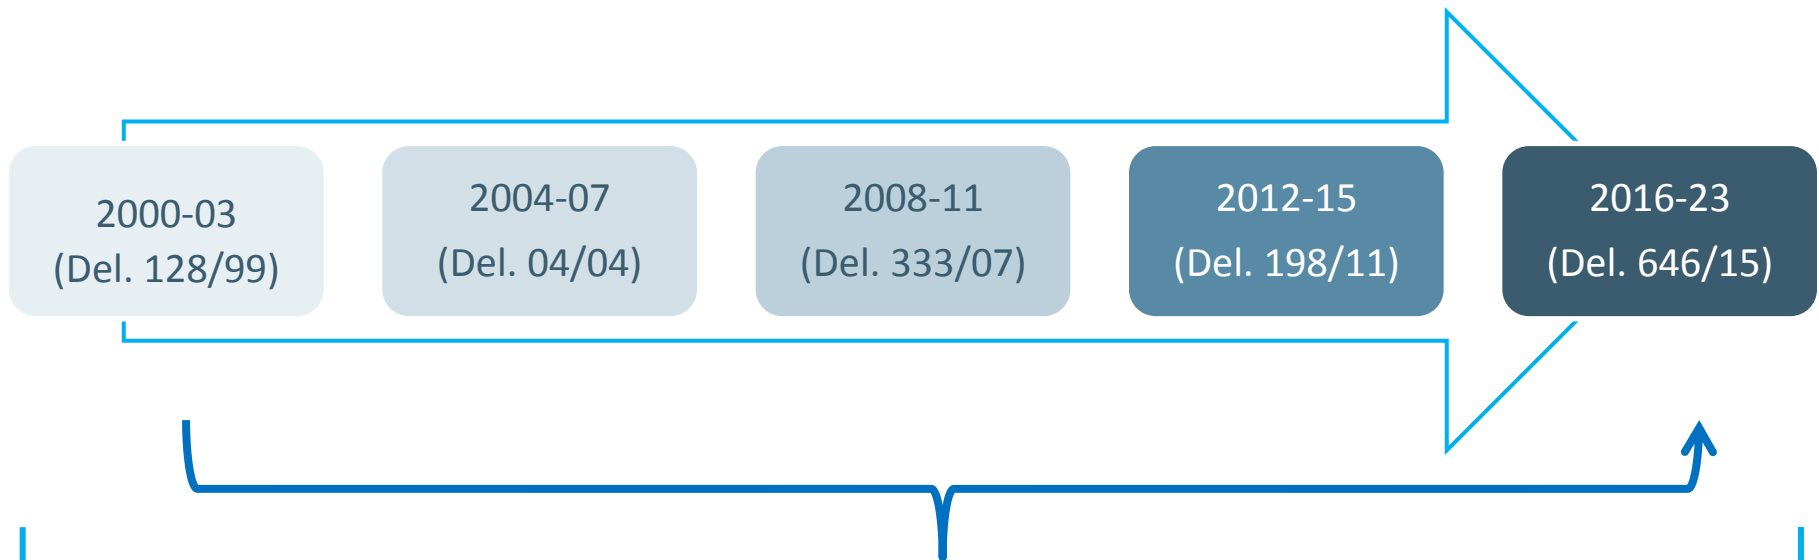 2000-03
(Del. 128/99)
2004-07
(Del. 04/04)
2008-11
(Del. 333/07)
2012-15
(Del. 198/11)
2016-23
(Del. 646/15)